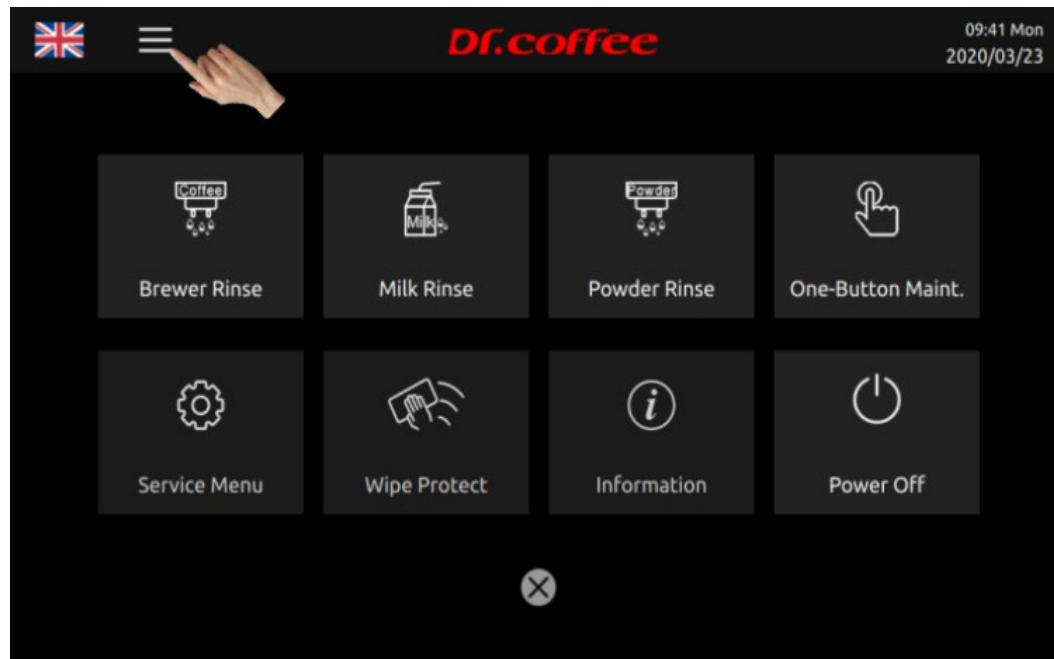 Dr.coffee
09:41 Mon
2020/03/23
Coffee
Milk
Powder
Brewer Rinse
Milk Rinse
Powder Rinse
One-Button Maint.
i
Service Menu
Wipe Protect
Information
Power Off